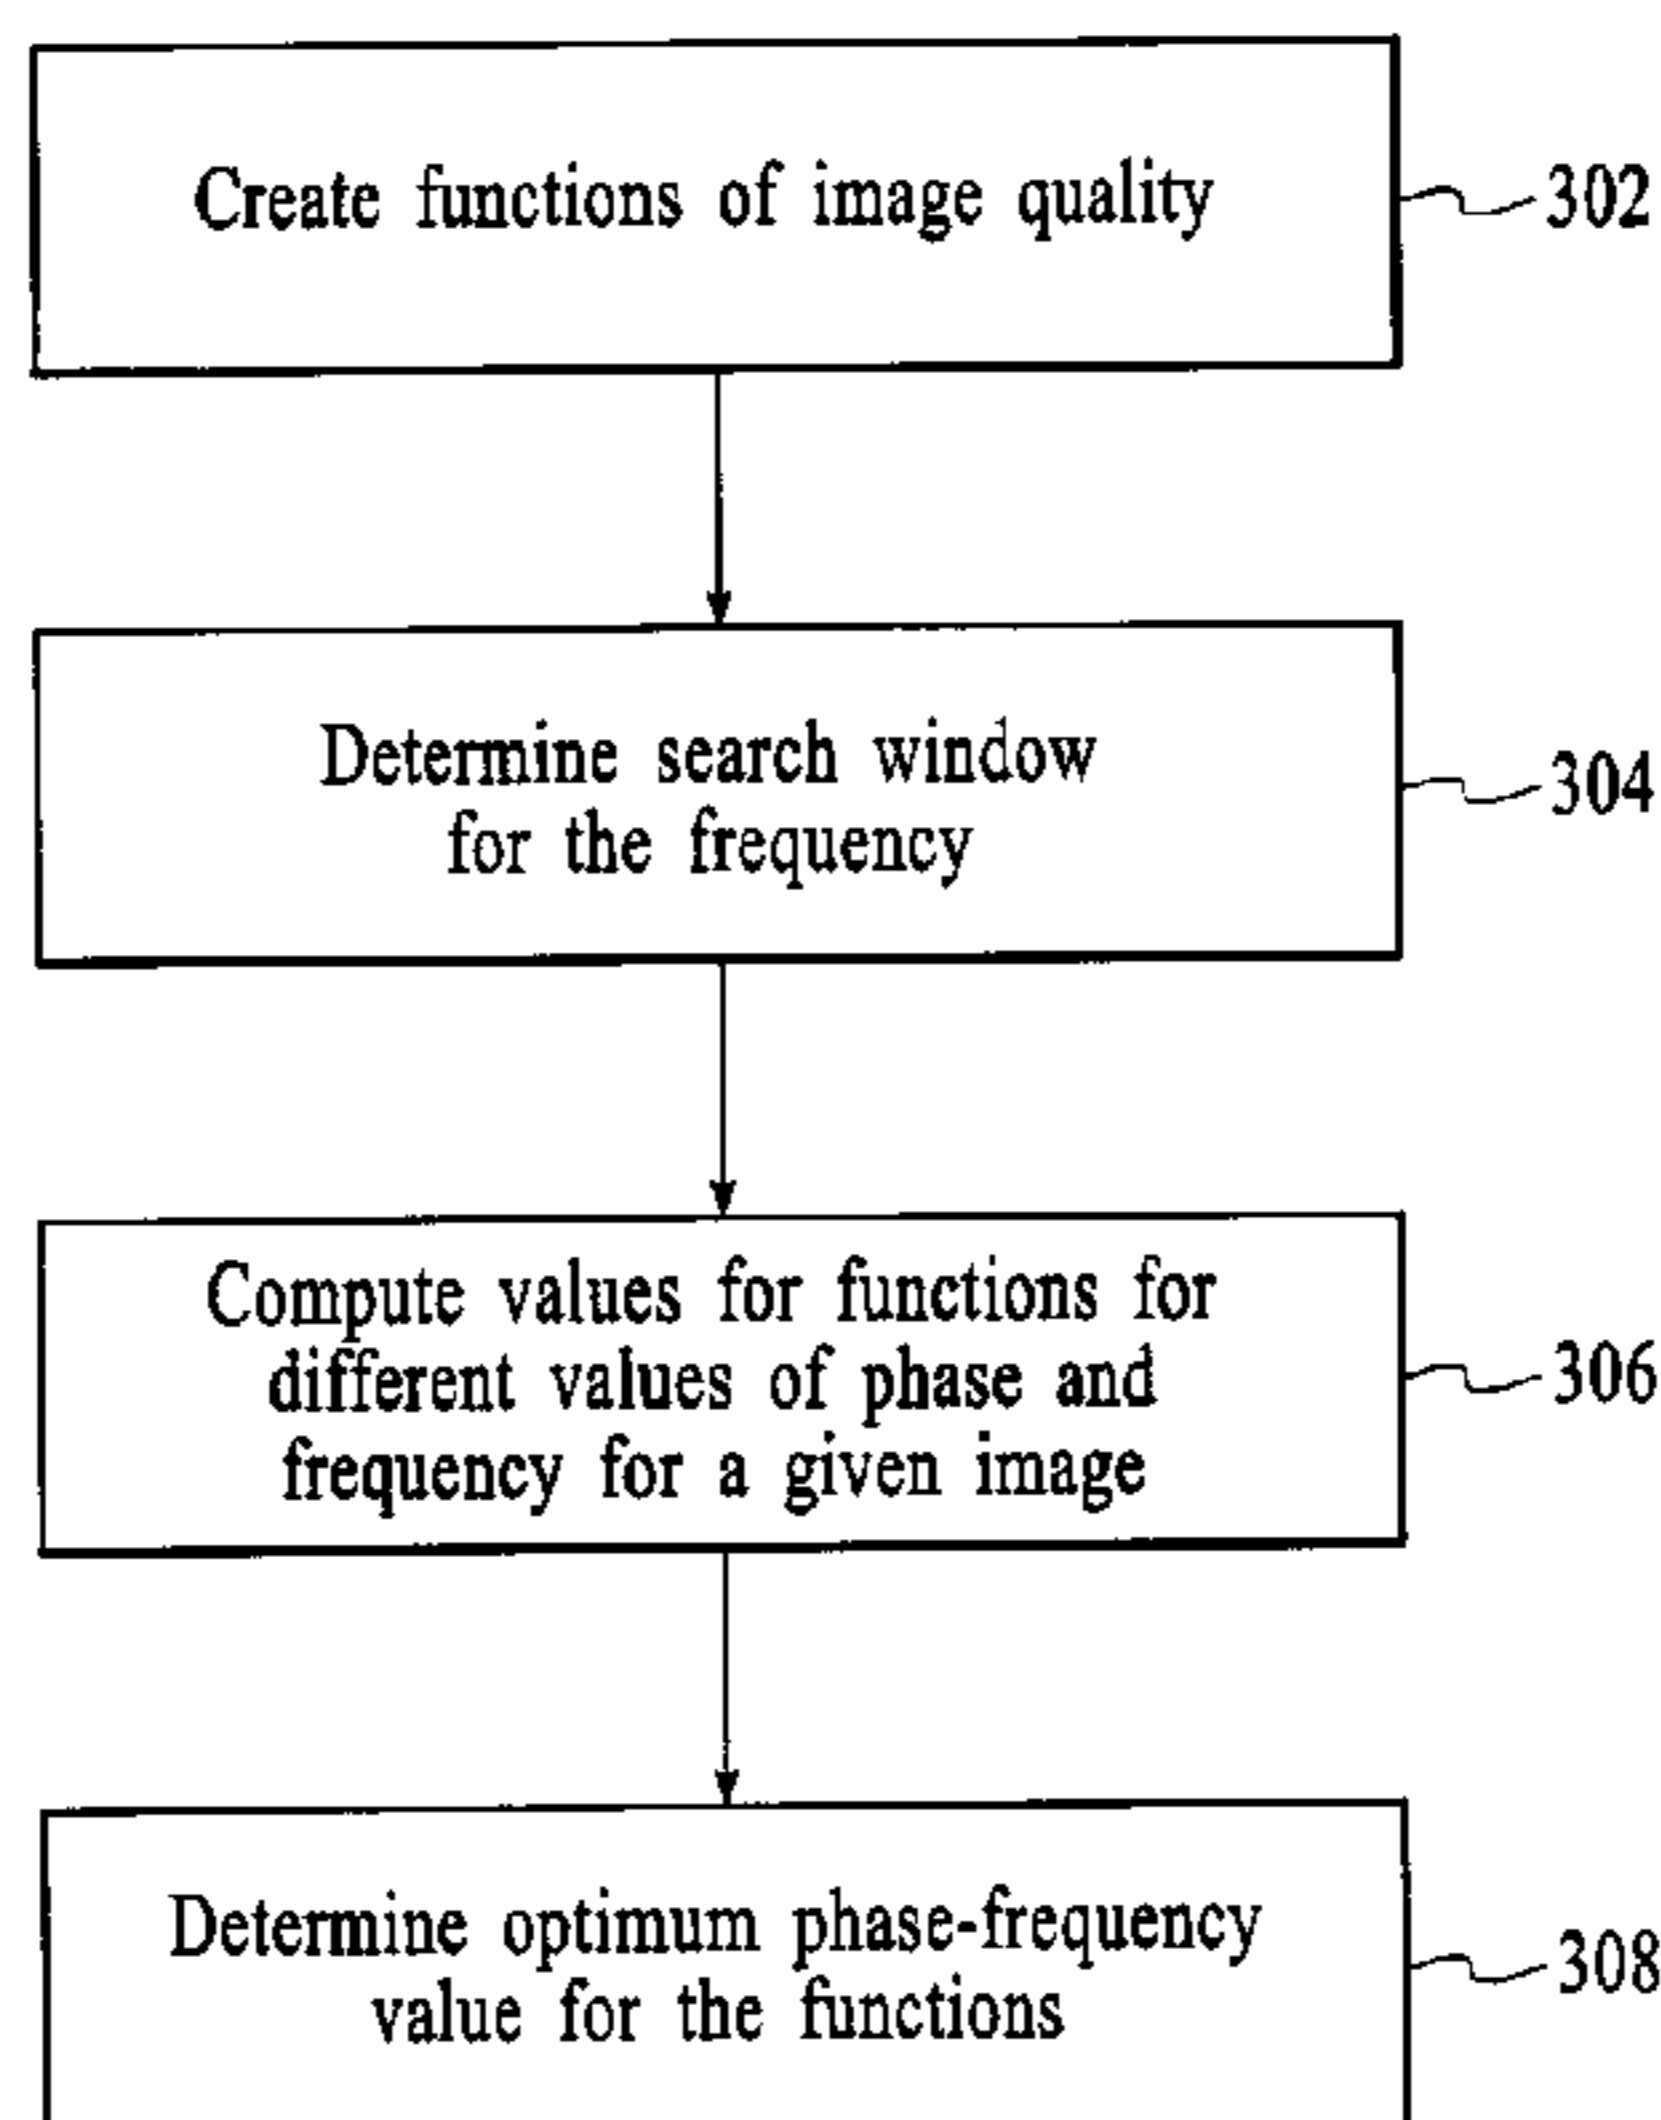 Create functions of image quality
302
Determine search window
for the frequency
304
Compute values for functions for
different values of phase and
frequency for a given image
306
Determine optimum phase-frequency
value for the functions
308